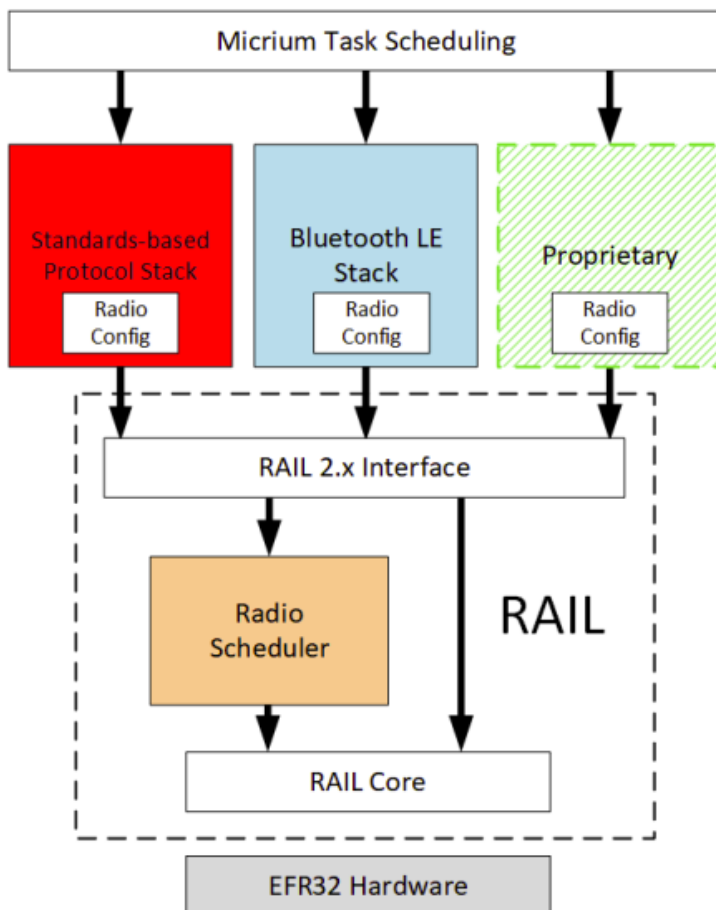 Micrium Task Scheduling
Standards-based
Protocol Stack
Radio
Config
Bluetooth LE
Stack
Radio
Config
Proprietary
Radio
Config
RAIL 2.x Interface
Radio
Scheduler
RAIL
RAIL Core
EFR32 Hardware